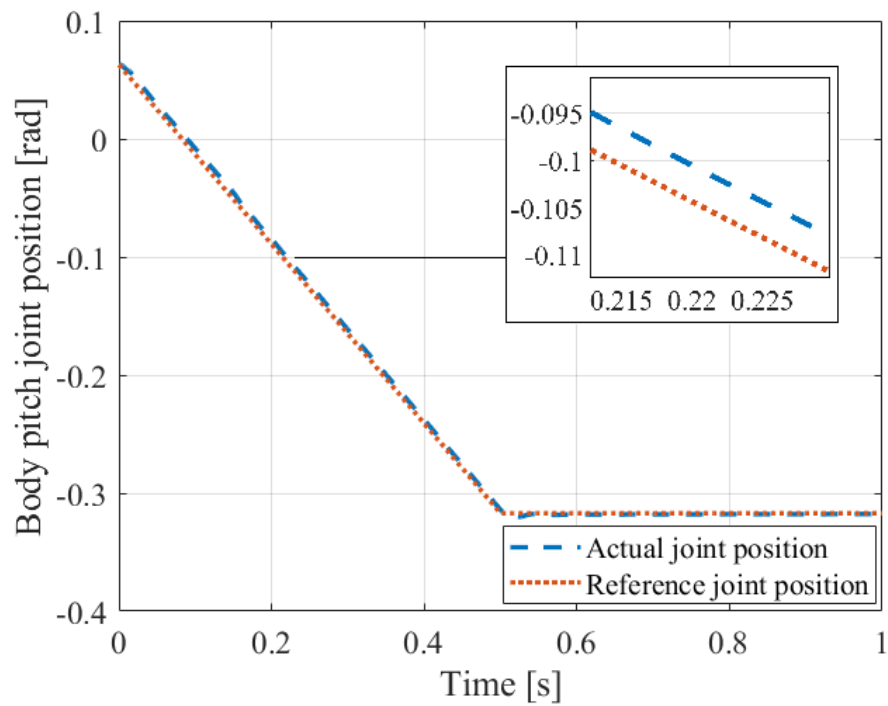 0.1
0
-0.1
-0.2
-0.3
-0.4
Body pitch joint position [rad]
-0.095
-0.1
-0.105
-0.11
0.215 0.22 0.225
Actual joint position
Reference joint position
0 0.2 0.4 0.6 0.8 1
Time [s]